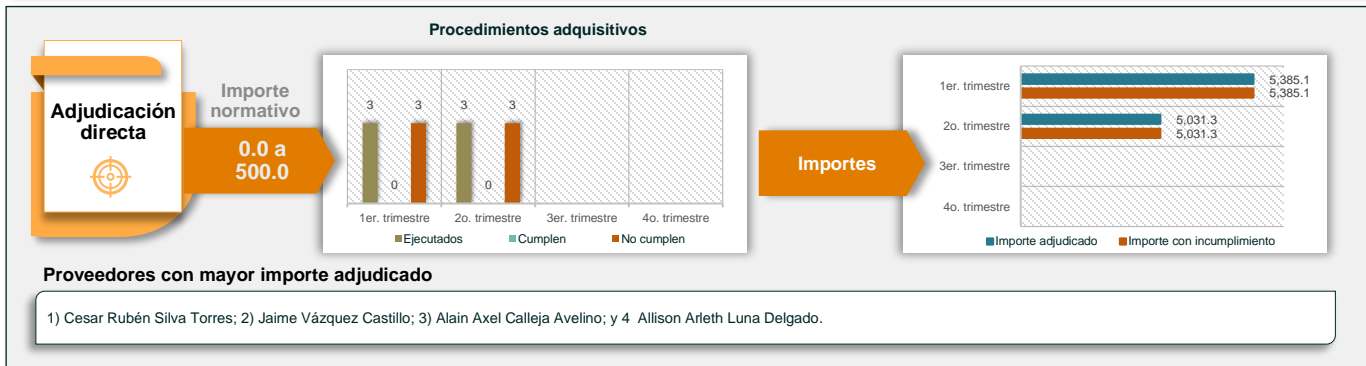 Procedimientos adquisitivos
Adjudicación
directa
Importe
normativo
0.0 a
500.0
3
0
3
3
0
3
1er. trimestre
2o. trimestre
3er. trimestre
4o. trimestre
Ejecutados
Cumplen
No cumplen
Importes
1er. trimestre
5,385.1
5,385.1
2o. trimestre
5,031.3
5,031.3
3er. trimestre
4o. trimestre
Importe adjudicado
Importe con incumplimiento
Proveedores con mayor importe adjudicado
1) Cesar Rubén Silva Torres; 2) Jaime Vázquez Castillo; 3) Alain Axel Calleja Avelino; y 4 Allison Arleth Luna Delgado.